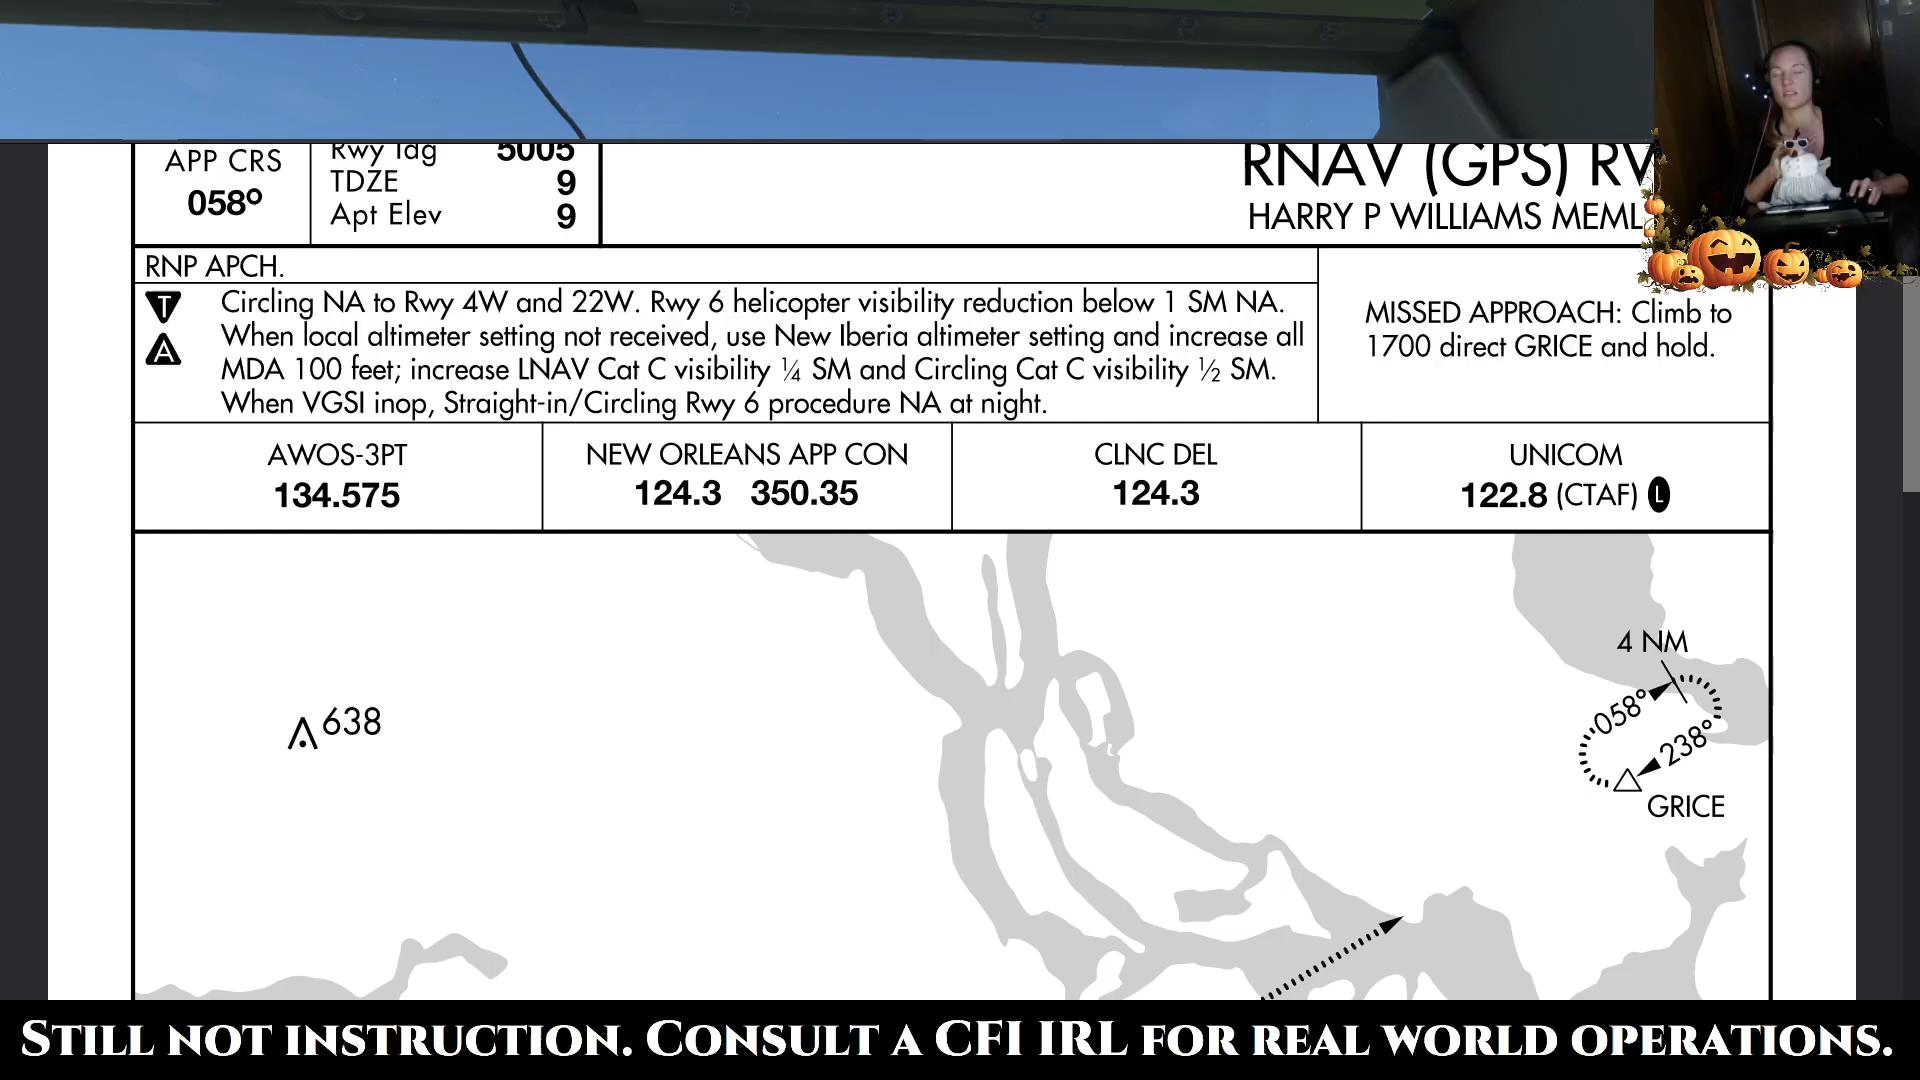 APP CRS
058°
Rwy Idg 5005
TDZE 9
Apt Elev 9
RNAV (GPS)
HARRY P WILLIAMS
RNP APCH.
T
A
Circling NA to Rwy 4W and 22W. Rwy 6 helicopter visibility reduction below 1 SM NA.
When local altimeter setting not received, use New Iberia altimeter setting and increase all
MDA 100 feet; increase LNAV Cat C visibility ¼ SM and Circling Cat C visibility ½ SM.
When VGSI inop, Straight-in/Circling Rwy 6 procedure NA at night.
MISSED APPROACH: Climb to
1700 direct GRICE and hold.
AWOS-3PT
134.575
NEW ORLEANS APP CON
124.3 350.35
CLNC DEL
124.3
UNICOM
122.8 (CTAF) L
4 NM
058°
238°
GRICE
638
STILL NOT INSTRUCTION. CONSULT A CFI IRL FOR REAL WORLD OPERATIONS.